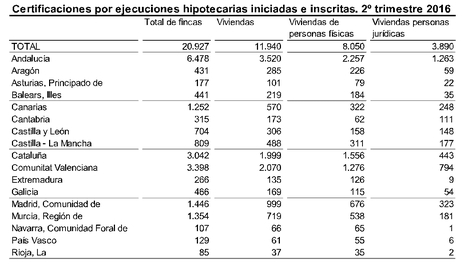 Certificaciones por ejecuciones hipotecarias iniciadas e inscritas. 2º trimestre 2016
Total de fincas Viviendas Viviendas de personas físicas Viviendas personas jurídicas
TOTAL 20.927 11.940 8.050 3.890
Andalucía 6.478 3.520 2.257 1.263
Aragón 431 285 226 59
Asturias, Principado de 177 101 79 22
Balears, Illes 441 219 184 35
Canarias 1.252 570 322 248
Cantabria 315 173 62 111
Castilla y León 704 306 158 148
Castilla - La Mancha 809 488 311 177
Cataluña 3.042 1.999 1.556 443
Comunitat Valenciana 3.398 2.070 1.276 794
Extremadura 266 135 126 9
Galicia 466 169 115 54
Madrid, Comunidad de 1.446 999 676 323
Murcia, Región de 1.354 719 538 181
Navarra, Comunidad Foral de 107 66 65 1
País Vasco 129 61 55 6
Rioja, La 85 37 35 2